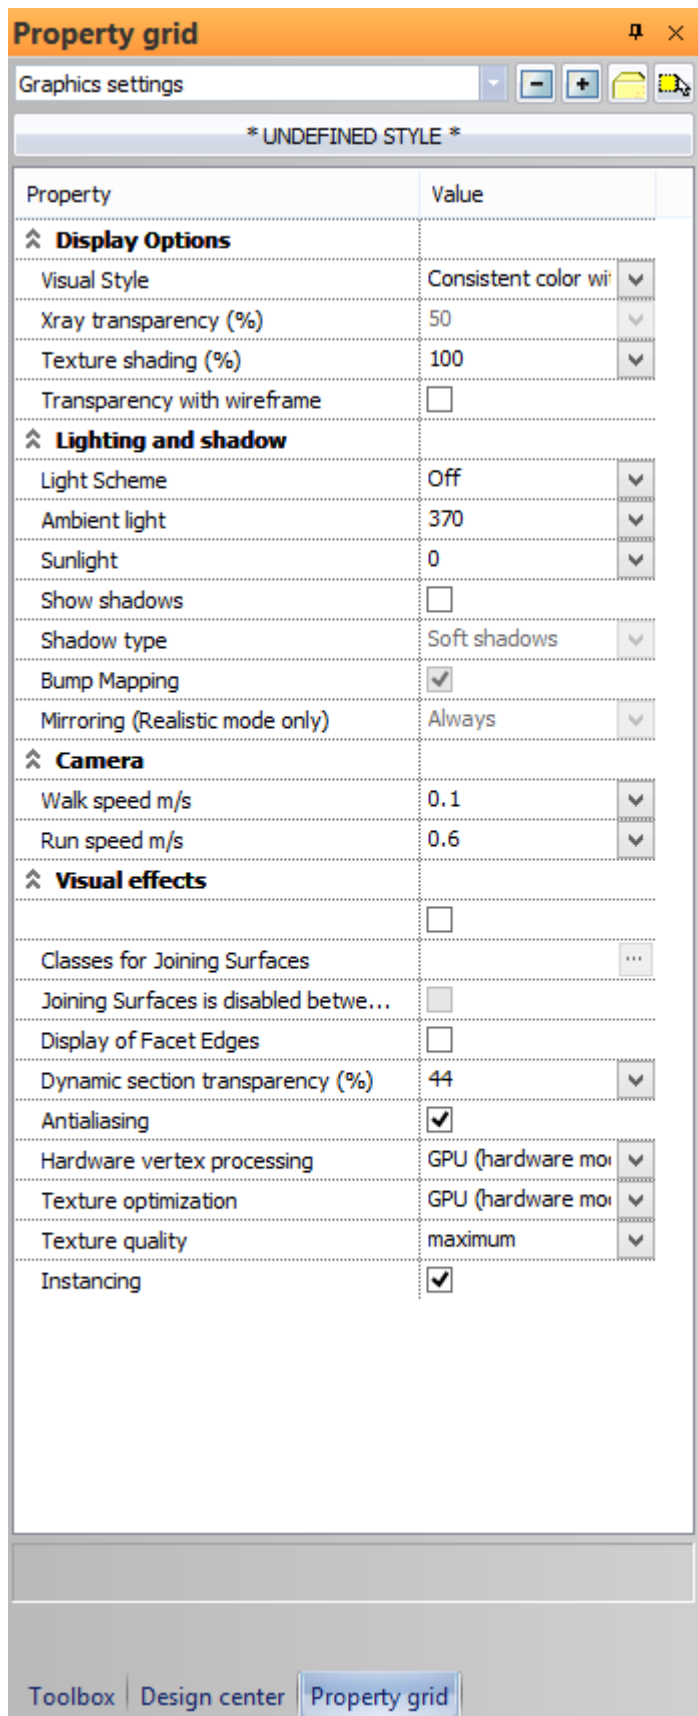 Property grid
Graphics settings
* UNDEFINED STYLE *
Property Value
Display Options
Visual Style Consistent color wi
Xray transparency (%) 50
Texture shading (%) 100
Transparency with wireframe
Lighting and shadow
Light Scheme Off
Ambient light 370
Sunlight 0
Show shadows
Shadow type Soft shadows
Bump Mapping
Mirroring (Realistic mode only) Always
Camera
Walk speed m/s 0.1
Run speed m/s 0.6
Visual effects
Classes for Joining Surfaces ...
Joining Surfaces is disabled betwe...
Display of Facet Edges
Dynamic section transparency (%) 44
Antialiasing
Hardware vertex processing GPU (hardware mo
Texture optimization GPU (hardware mo
Texture quality maximum
Instancing
Toolbox Design center Property grid